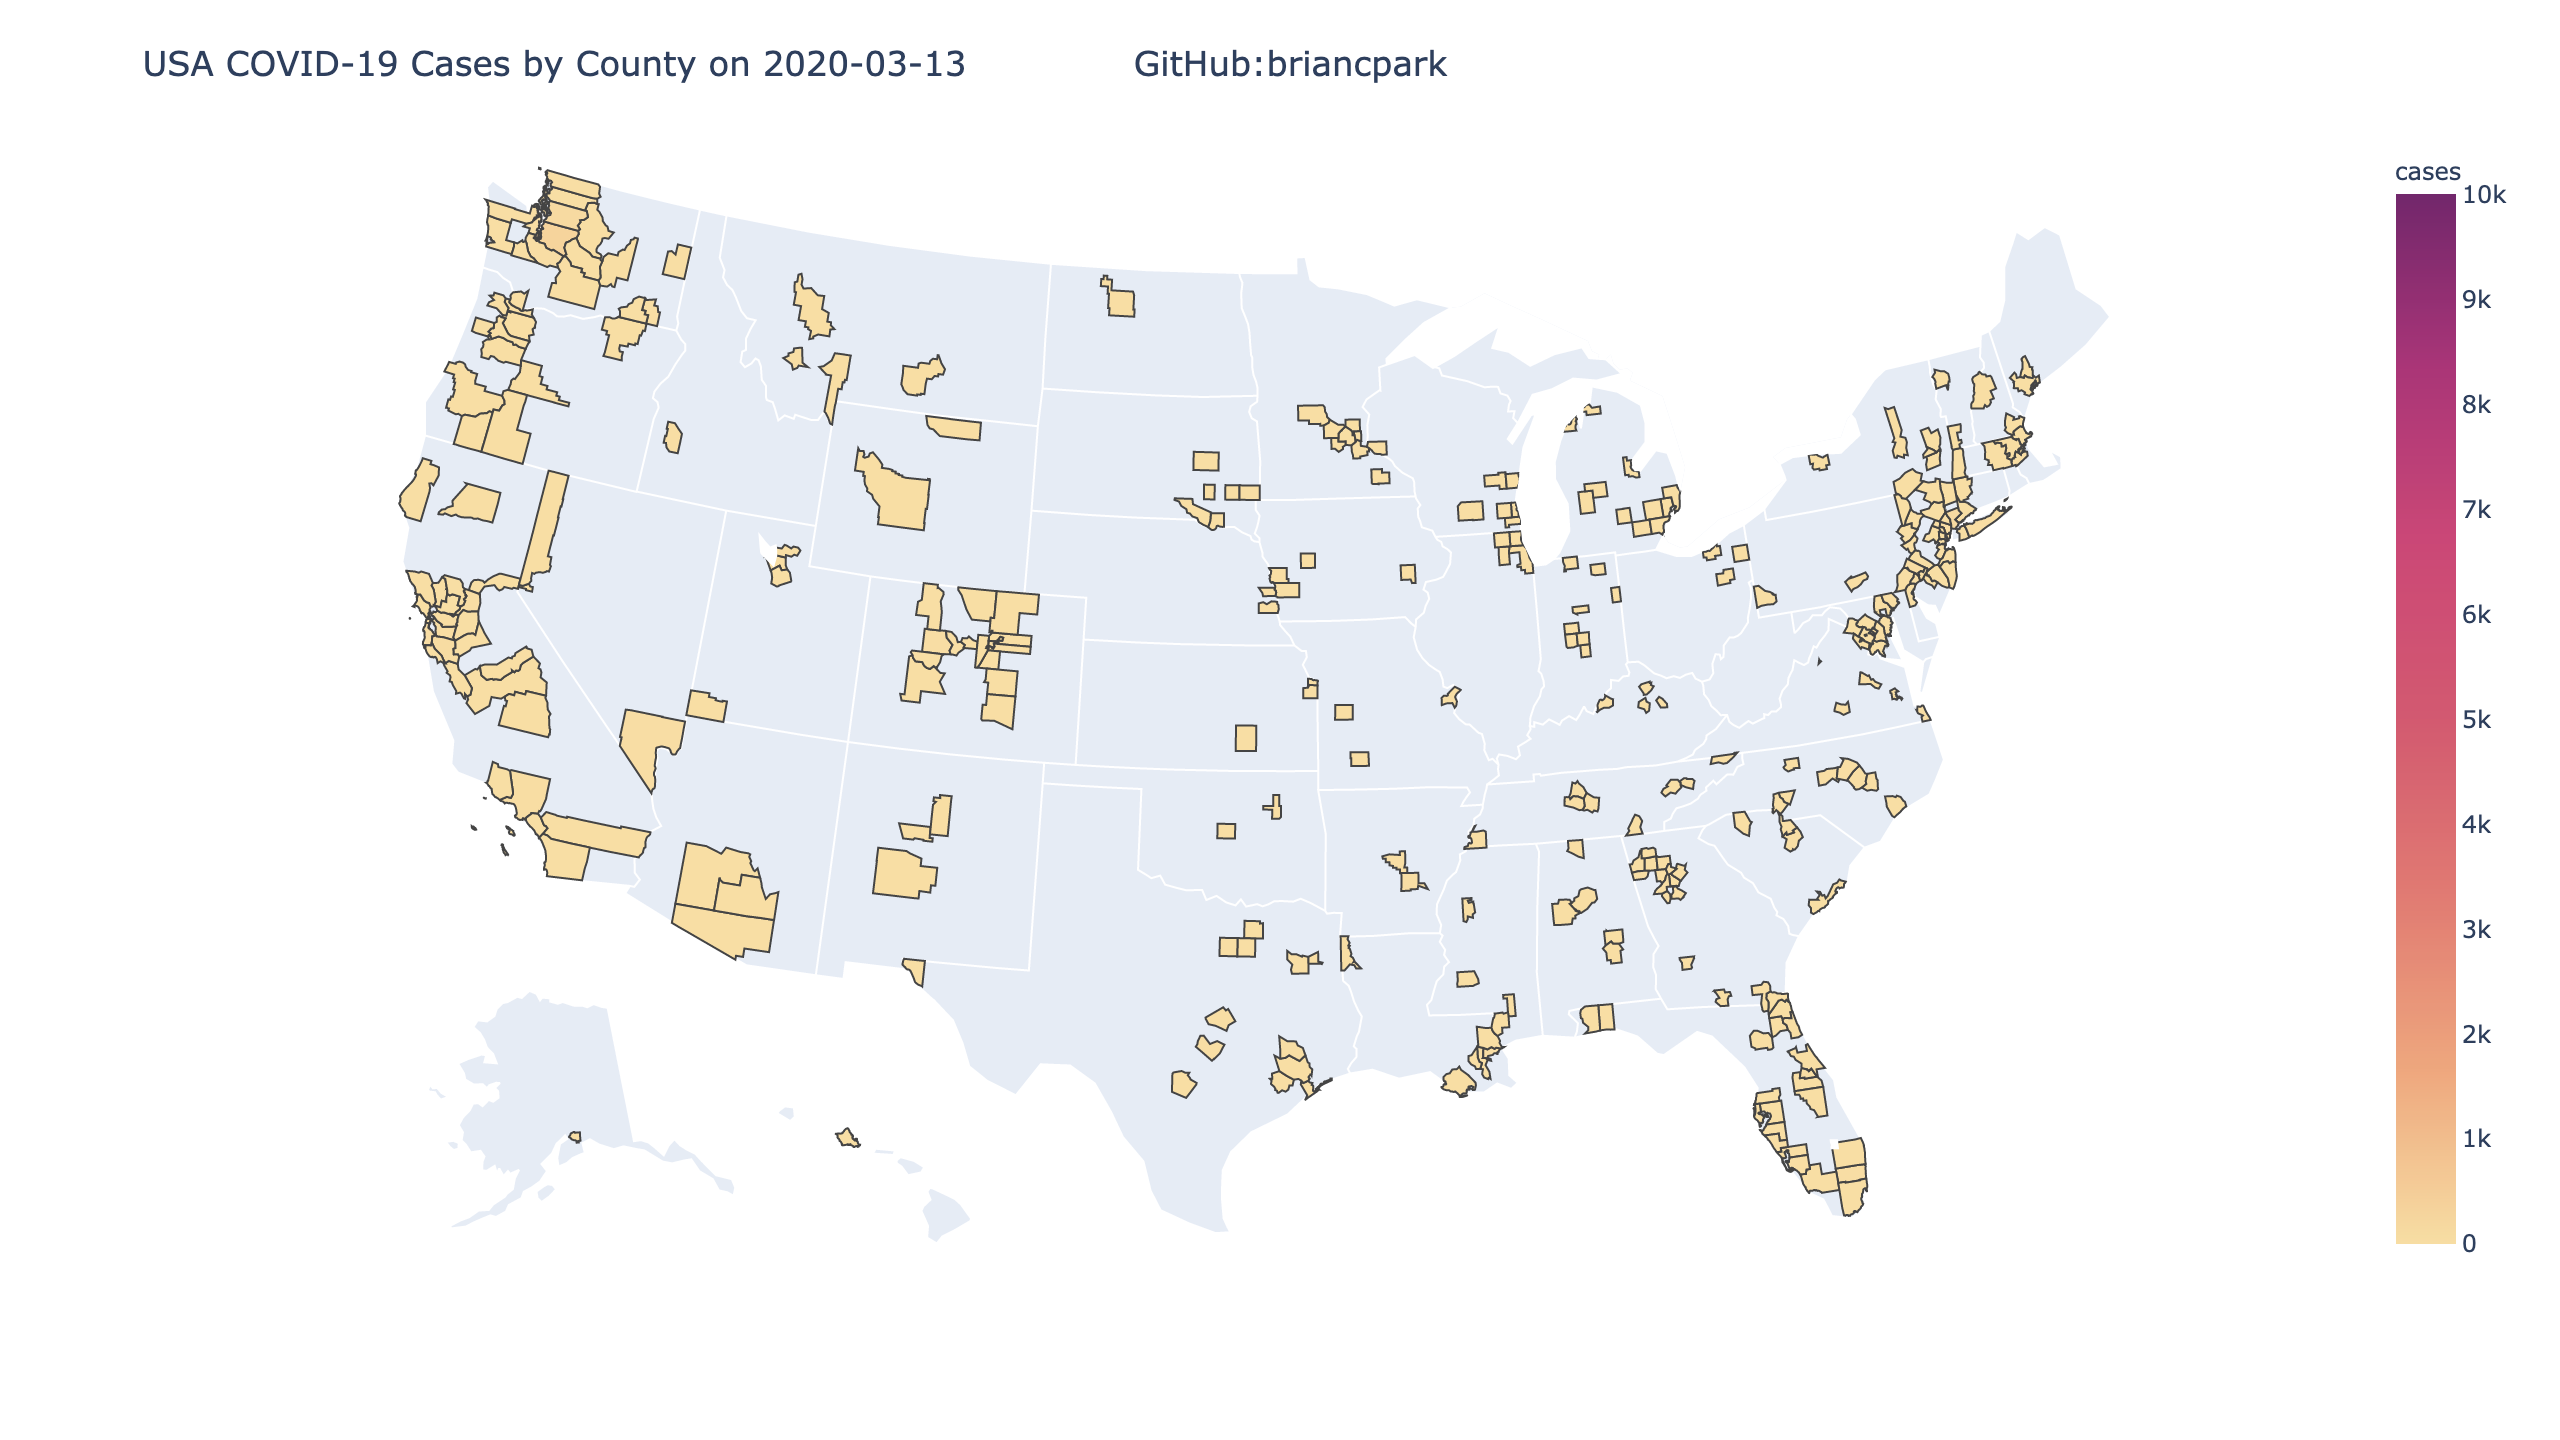 USA COVID-19 Cases by County on 2020-03-13 GitHub:briancpark
cases
10k
9k
8k
7k
6k
5k
4k
3k
2k
1k
0